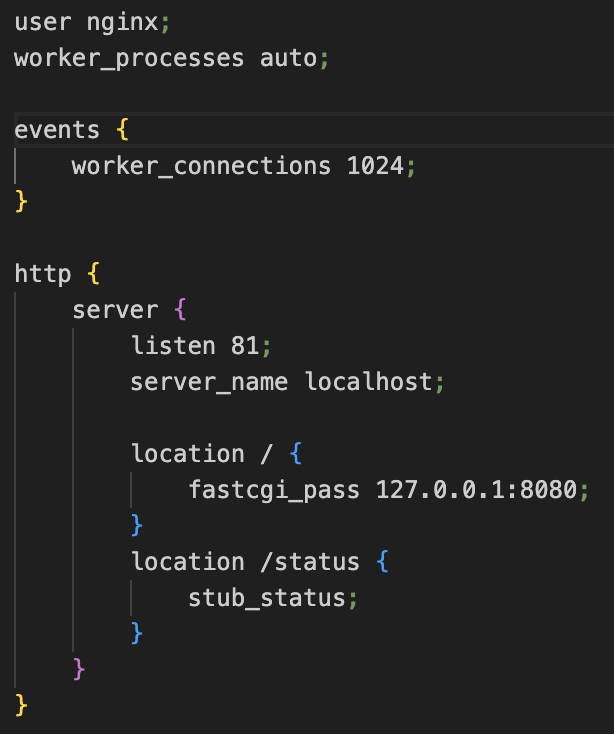 user nginx;
worker_processes auto;
events {
worker_connections 1024;
}
http {
server {
listen 81;
server_name localhost;
location / {
fastcgi_pass 127.0.0.1:8080;
}
location /status {
stub_status;
}
}
}